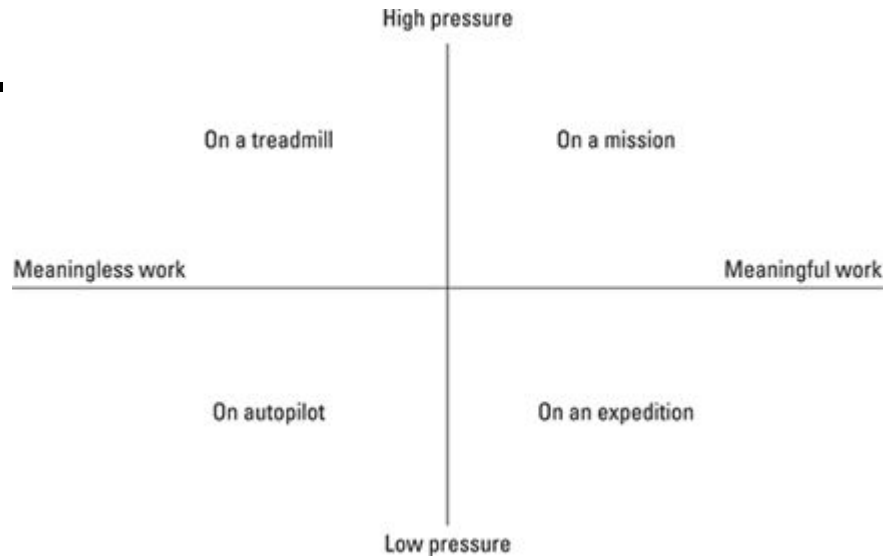 High pressure
On a treadmill
On a mission
Meaningless work
Meaningful work
On autopilot
On an expedition
Low pressure